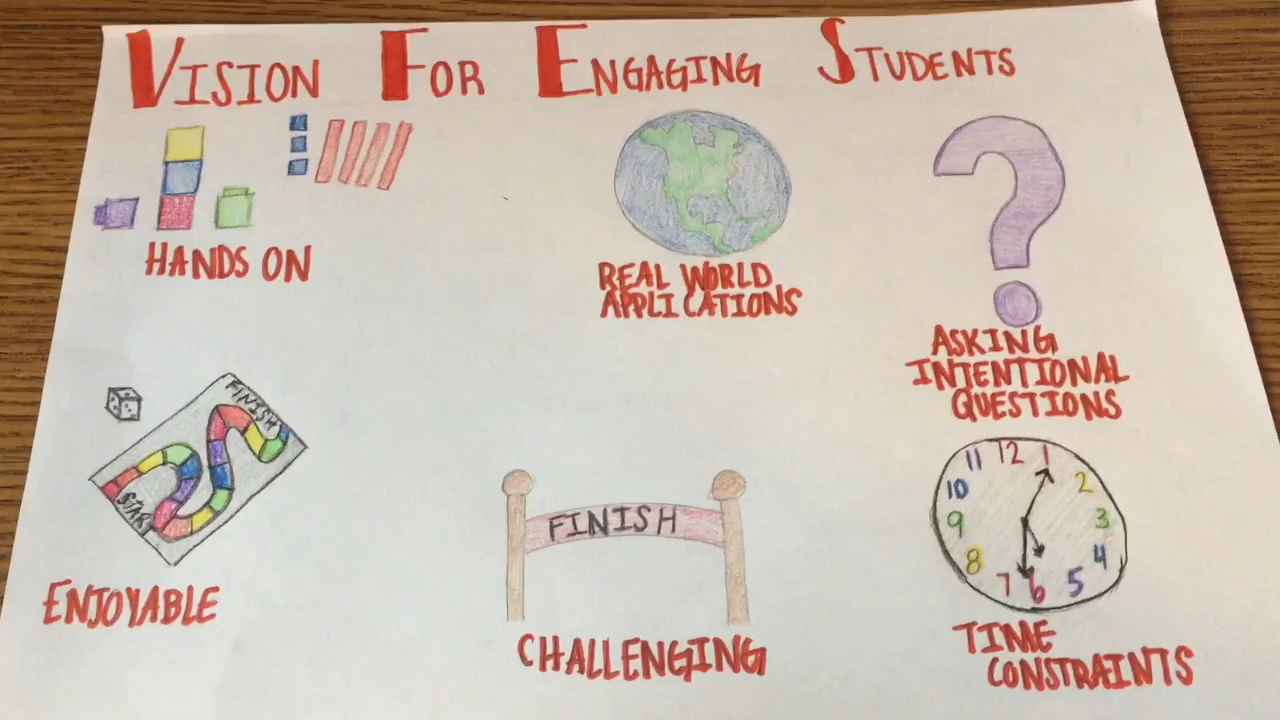 VISION FOR ENGAGING STUDENTS
HANDS ON
REAL WORLD
APPLICATIONS
ASKING
INTENTIONAL
QUESTIONS
FINISH
START
ENJOYABLE
FINISH
CHALLENGING
11 12 1
10 2
9 3
8 4
7 6 5
TIME
CONSTRAINTS